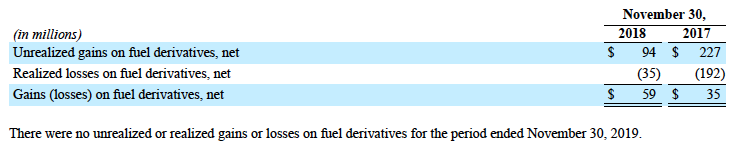 November 30,
(in millions) 2018 2017
Unrealized gains on fuel derivatives, net $ 94 $ 227
Realized losses on fuel derivatives, net (35) (192)
Gains (losses) on fuel derivatives, net $ 59 $ 35
There were no unrealized or realized gains or losses on fuel derivatives for the period ended November 30, 2019.